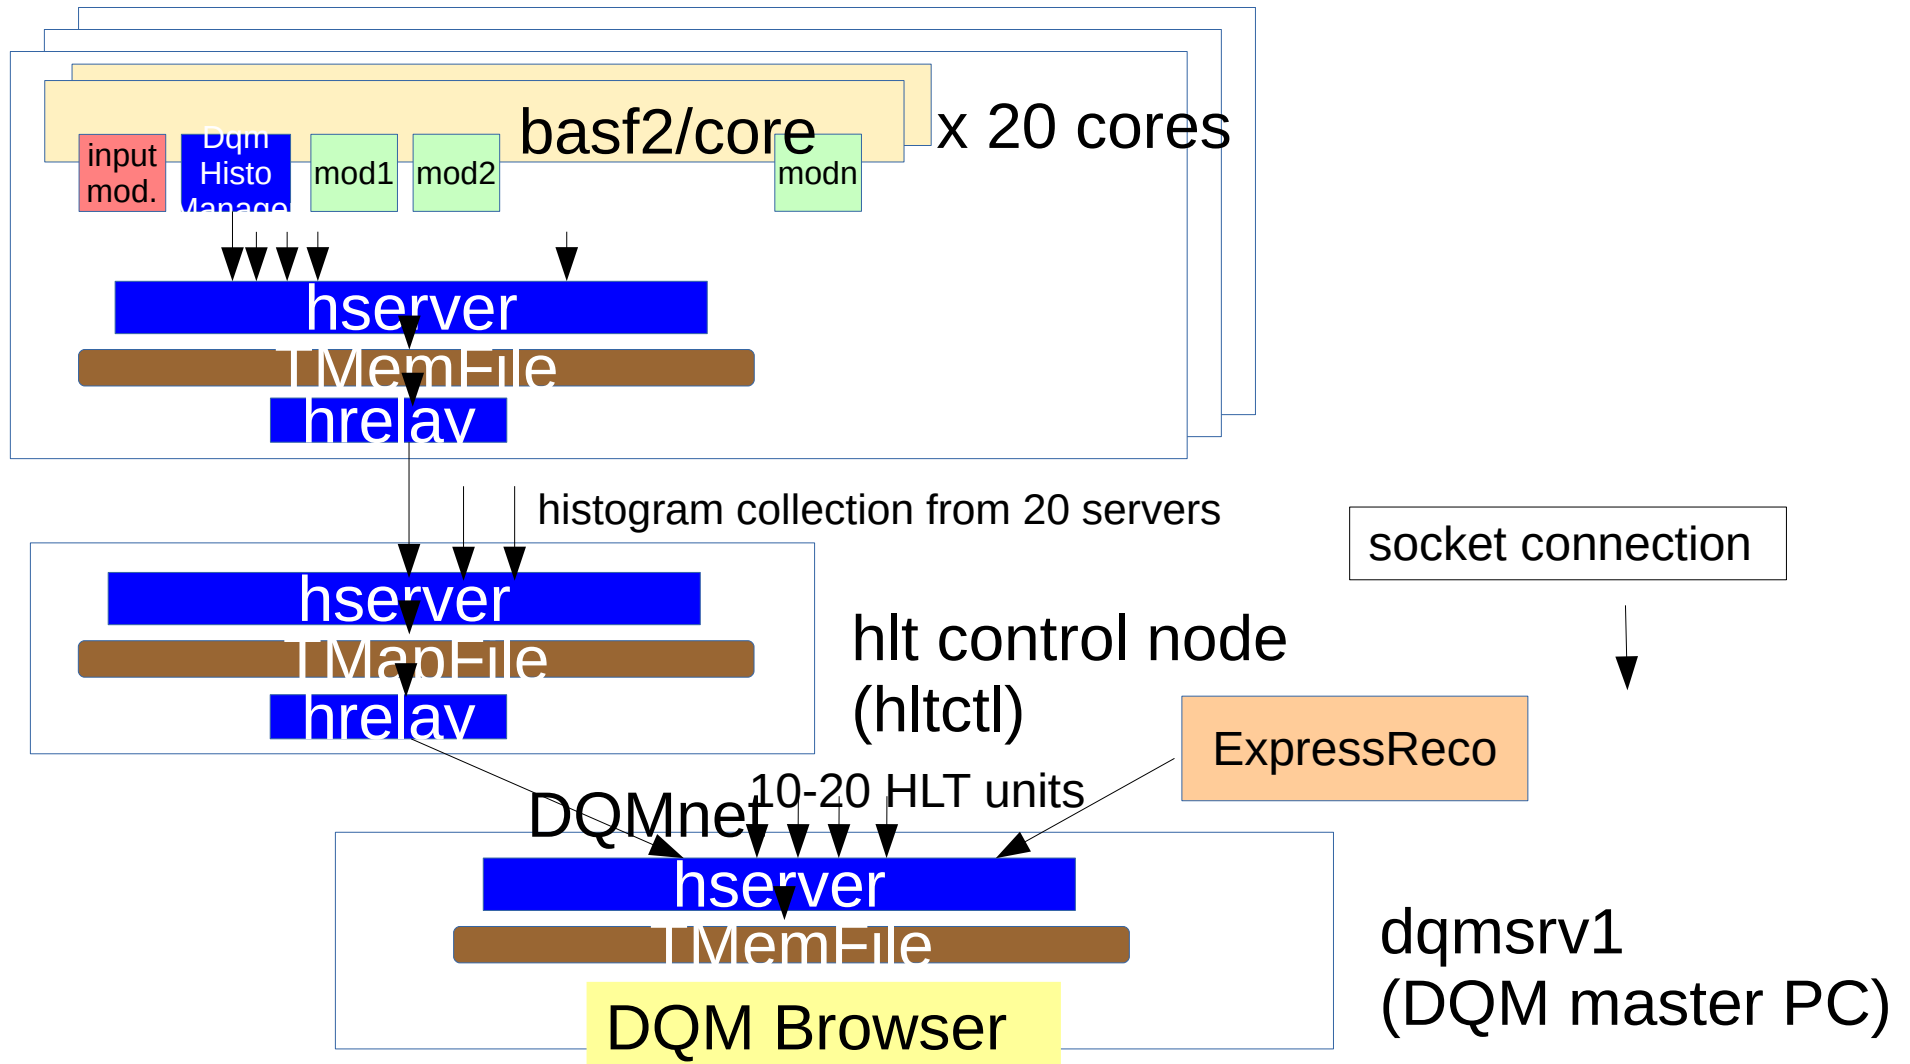 basf2/core
x 20 cores
input
mod.
Dqm
Histo
Manager
mod1
mod2
modn
hserver
TMemFile
hrelay
histogram collection from 20 servers
socket connection
hserver
TMapFile
hrelay
hlt control node
(hltctl)
ExpressReco
10-20 HLT units
DQMnet
hserver
TMemFile
DQM Browser
dqmsrv1
(DQM master PC)